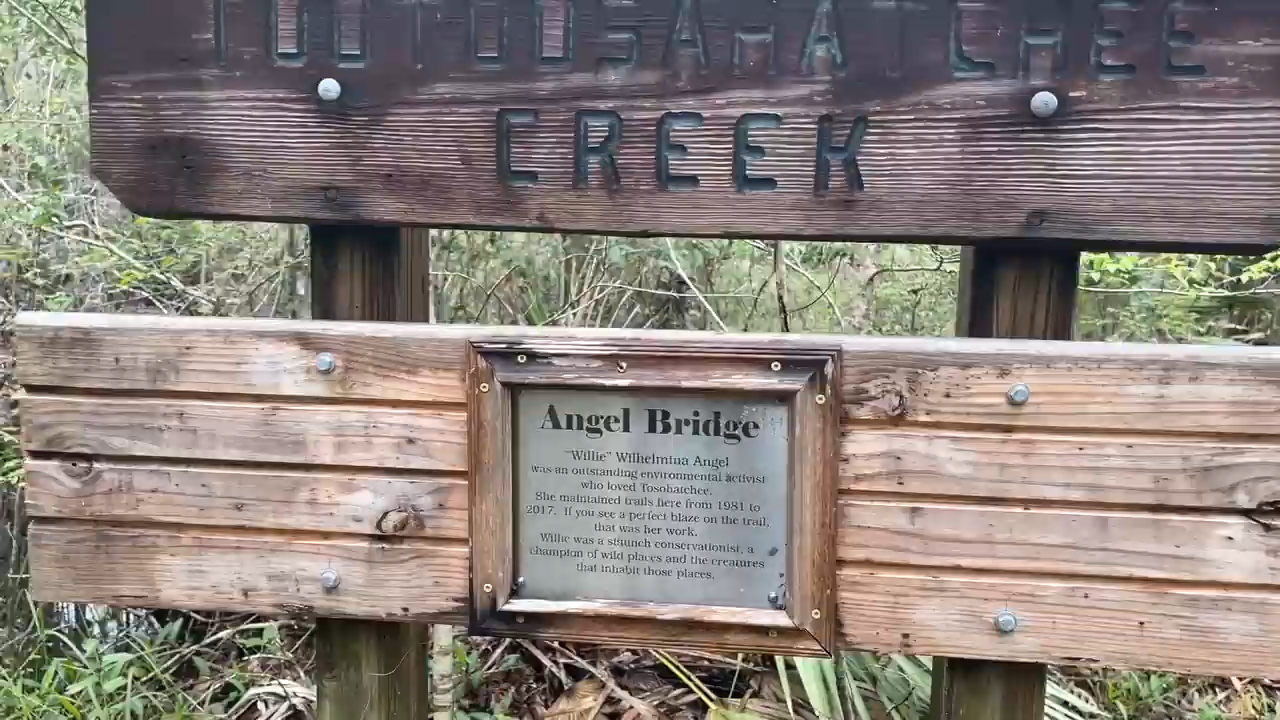 TOOTOOSAHATCHEE
CREEK
Angel Bridge
"Willie" Wilhelmina Angel
was an outstanding environmental activist
who loved Tosohatchee.
She maintained trails here from 1981 to
2017. If you see a perfect blaze on the trail,
that was her work.
Willie was a staunch conservationist, a
champion of wild places and the creatures
that inhabit those places.